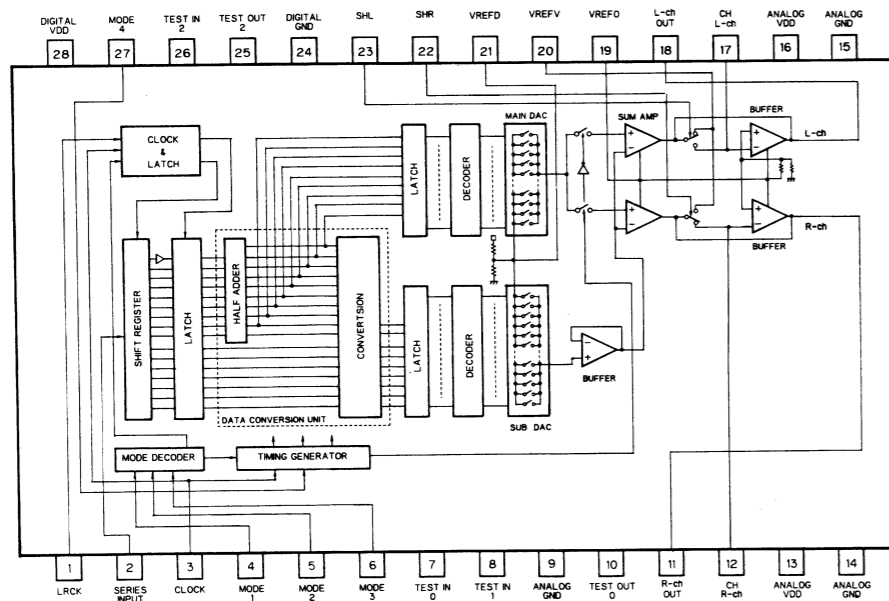 DIGITAL VDD
MODE 4
TEST IN 2
TEST OUT 2
DIGITAL GND
SHL
SHR
VREFD
VREFV
VREFO
L-ch OUT
CH L-ch
ANALOG VDD
ANALOG GND
28
27
26
25
24
23
22
21
20
19
18
17
16
15
CLOCK & LATCH
MAIN DAC
SUM AMP
BUFFER
L-ch
LATCH
DECODER
SHIFT REGISTER
LATCH
HALF ADDER
CONVERTSION
R-ch
BUFFER
LATCH
DECODER
BUFFER
DATA CONVERSION UNIT
SUB DAC
MODE DECODER
TIMING GENERATOR
1
2
3
4
5
6
7
8
9
10
11
12
13
14
LRCK
SERIES INPUT
CLOCK
MODE 1
MODE 2
MODE 3
TEST IN 0
TEST IN 1
ANALOG GND
TEST OUT 0
R-ch OUT
CH R-ch
ANALOG VDD
ANALOG GND